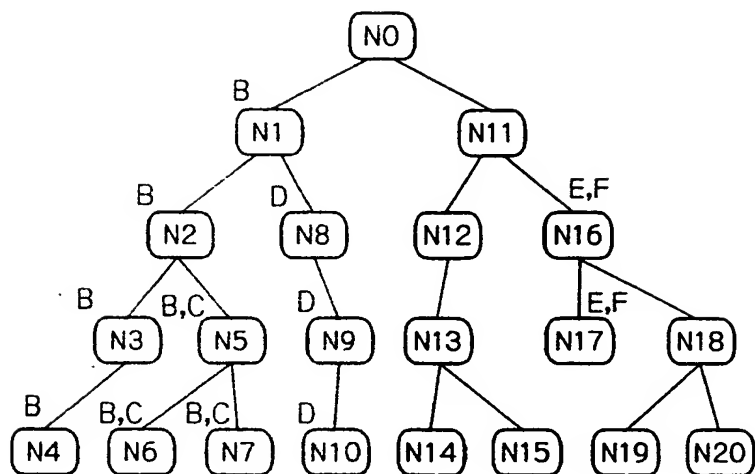 N0
B
N1 N11
B D E,F
N2 N8 N12 N16
B B,C D E,F
N3 N5 N9 N13 N17 N18
B B,C B,C D
N4 N6 N7 N10 N14 N15 N19 N20